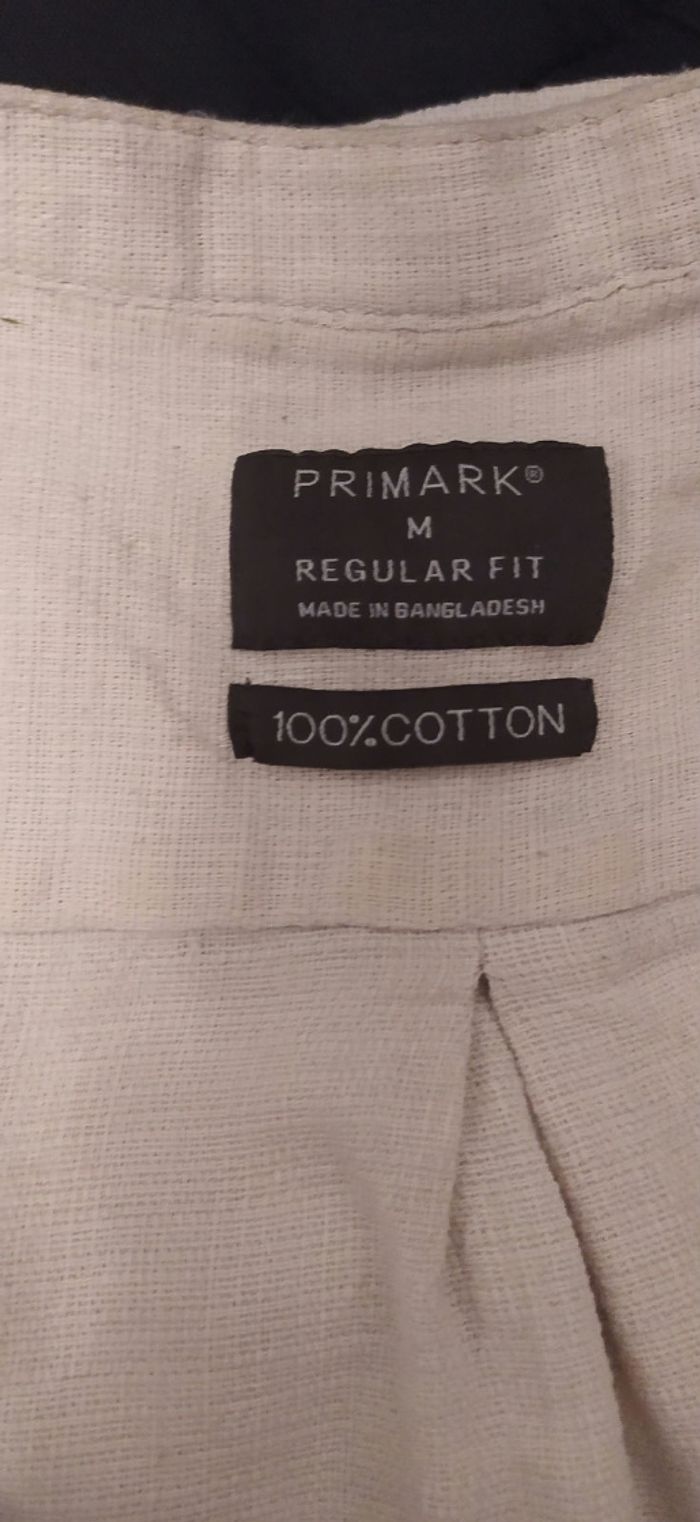 PRIMARK®
M
REGULAR FIT
MADE IN BANGLADESH
100% COTTON